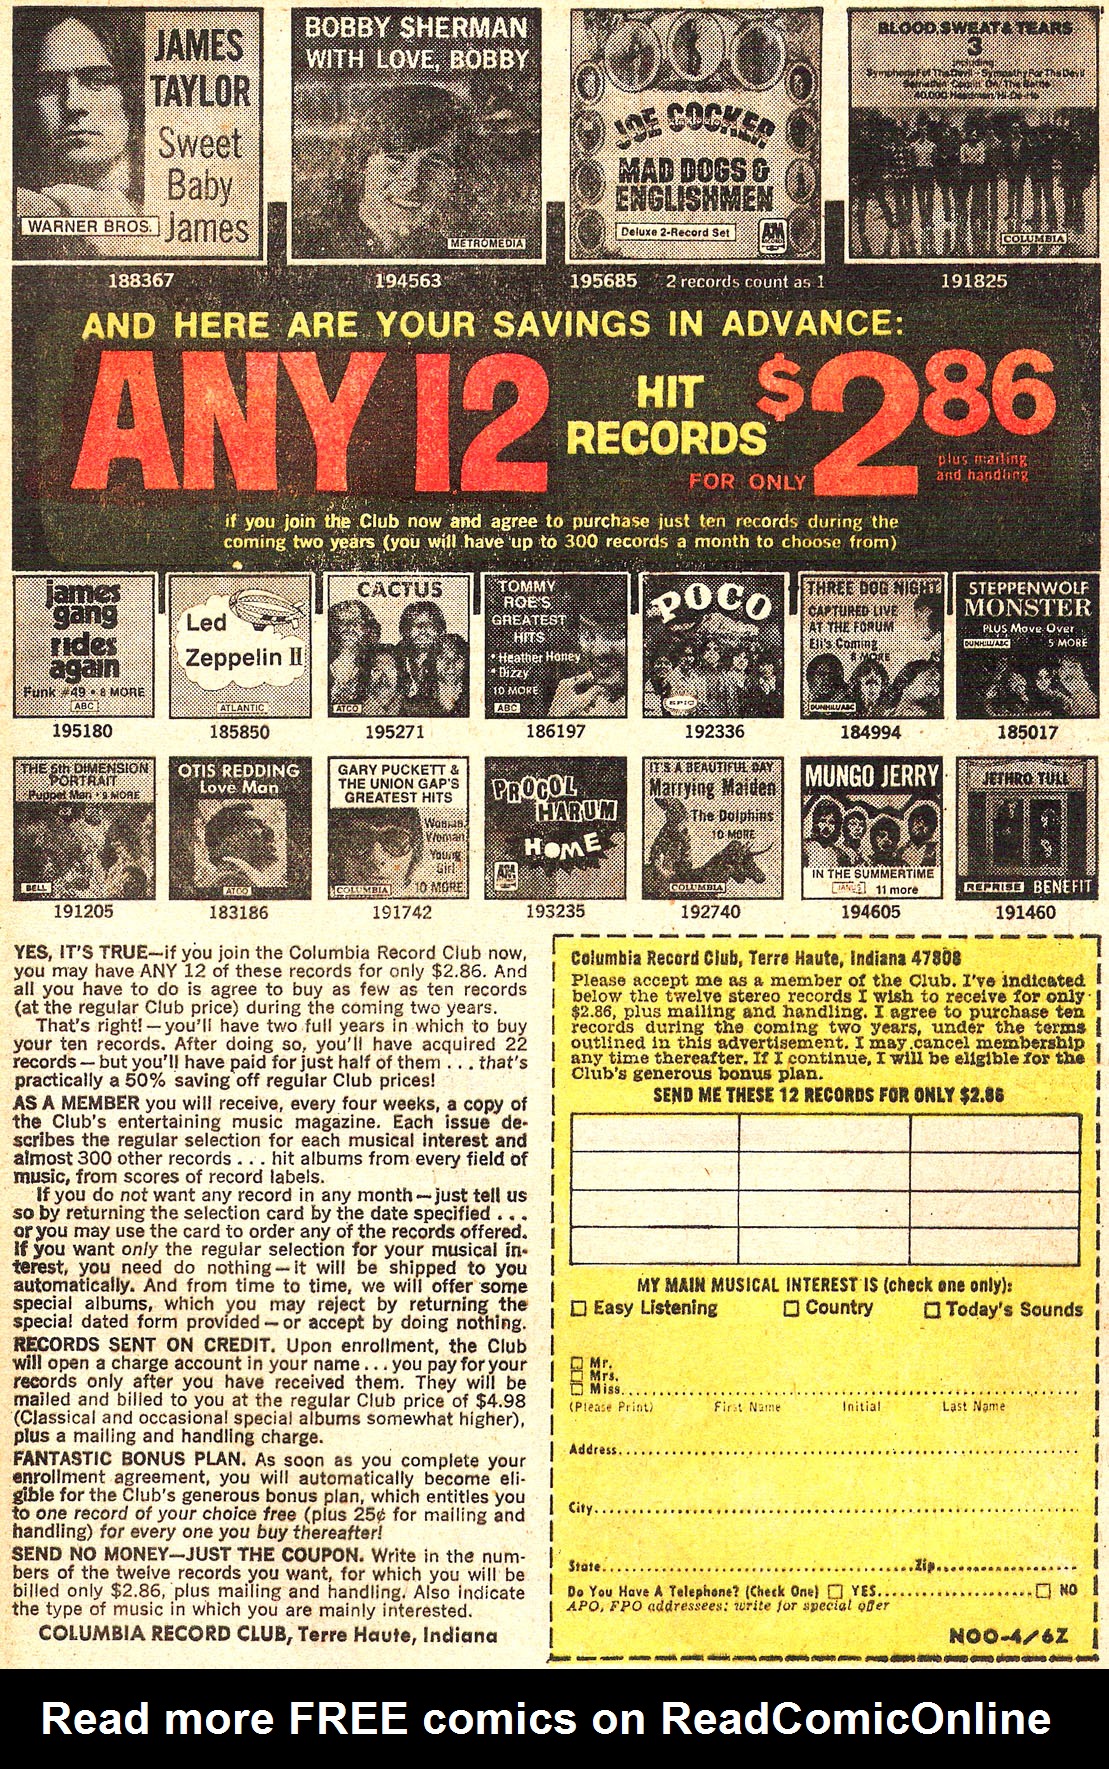 JAMES
TAYLOR
Sweet
Baby
James
WARNER BROS.
188367
BOBBY SHERMAN
WITH LOVE, BOBBY
METROMEDIA
194563
JOE COCKER
MAD DOGS &
ENGLISHMEN
Deluxe 2-Record Set
A&M
195685 2 records count as 1
BLOOD, SWEAT & TEARS
3
including
Symphony For The Devil - Sympathy For The Devil
Somethin' Comin' On/The Battle
40,000 Headmen Hi-De-Ho
COLUMBIA
191825
AND HERE ARE YOUR SAVINGS IN ADVANCE:
ANY 12
HIT
RECORDS
FOR ONLY
$2.86
plus mailing
and handling
if you join the Club now and agree to purchase just ten records during the
coming two years (you will have up to 300 records a month to choose from)
james
gang
rides
again
Funk #49 • 8 MORE
ABC
195180
Led
Zeppelin II
ATLANTIC
185850
CACTUS
ATCO
195271
TOMMY
ROE'S
GREATEST
HITS
• Heather Honey
• Dizzy
10 MORE
ABC
186197
POCO
EPIC
192336
THREE DOG NIGHT
CAPTURED LIVE
AT THE FORUM
Eli's Coming
8 MORE
DUNHILL/ABC
184994
STEPPENWOLF
MONSTER
PLUS Move Over
DUNHILL/ABC 5 MORE
185017
THE 5th DIMENSION
PORTRAIT
Puppet Man • 9 MORE
BELL
191205
OTIS REDDING
Love Man
ATCO
183186
GARY PUCKETT &
THE UNION GAP'S
GREATEST HITS
Woman,
Woman
Young
Girl
COLUMBIA 10 MORE
191742
PROCOL
HARUM
HOME
A&M
193235
IT'S A BEAUTIFUL DAY
Marrying Maiden
The Dolphins
10 MORE
COLUMBIA
192740
MUNGO JERRY
IN THE SUMMERTIME
JANUS 11 more
194605
JETHRO TULL
REPRISE BENEFIT
191460
YES, IT'S TRUE—if you join the Columbia Record Club now,
you may have ANY 12 of these records for only $2.86. And
all you have to do is agree to buy as few as ten records
(at the regular Club price) during the coming two years.
That's right!—you'll have two full years in which to buy
your ten records. After doing so, you'll have acquired 22
records—but you'll have paid for just half of them . . . that's
practically a 50% saving off regular Club prices!
AS A MEMBER you will receive, every four weeks, a copy of
the Club's entertaining music magazine. Each issue de-
scribes the regular selection for each musical interest and
almost 300 other records . . . hit albums from every field of
music, from scores of record labels.
If you do not want any record in any month—just tell us
so by returning the selection card by the date specified . . .
or you may use the card to order any of the records offered.
If you want only the regular selection for your musical in-
terest, you need do nothing—it will be shipped to you
automatically. And from time to time, we will offer some
special albums, which you may reject by returning the
special dated form provided—or accept by doing nothing.
RECORDS SENT ON CREDIT. Upon enrollment, the Club
will open a charge account in your name . . . you pay for your
records only after you have received them. They will be
mailed and billed to you at the regular Club price of $4.98
(Classical and occasional special albums somewhat higher),
plus a mailing and handling charge.
FANTASTIC BONUS PLAN. As soon as you complete your
enrollment agreement, you will automatically become eli-
gible for the Club's generous bonus plan, which entitles you
to one record of your choice free (plus 25¢ for mailing and
handling) for every one you buy thereafter!
SEND NO MONEY—JUST THE COUPON. Write in the num-
bers of the twelve records you want, for which you will be
billed only $2.86, plus mailing and handling. Also indicate
the type of music in which you are mainly interested.
COLUMBIA RECORD CLUB, Terre Haute, Indiana
Columbia Record Club, Terre Haute, Indiana 47808
Please accept me as a member of the Club. I've indicated
below the twelve stereo records I wish to receive for only
$2.86, plus mailing and handling. I agree to purchase ten
records during the coming two years, under the terms
outlined in this advertisement. I may cancel membership
any time thereafter. If I continue, I will be eligible for the
Club's generous bonus plan.
SEND ME THESE 12 RECORDS FOR ONLY $2.86
MY MAIN MUSICAL INTEREST IS (check one only):
Easy Listening Country Today's Sounds
Mr.
Mrs.
Miss
(Please Print) First Name Initial Last Name
Address
City
State Zip
Do You Have A Telephone? (Check One) YES NO
APO, FPO addressees: write for special offer
NOO-4/6Z
Read more FREE comics on ReadComicOnline